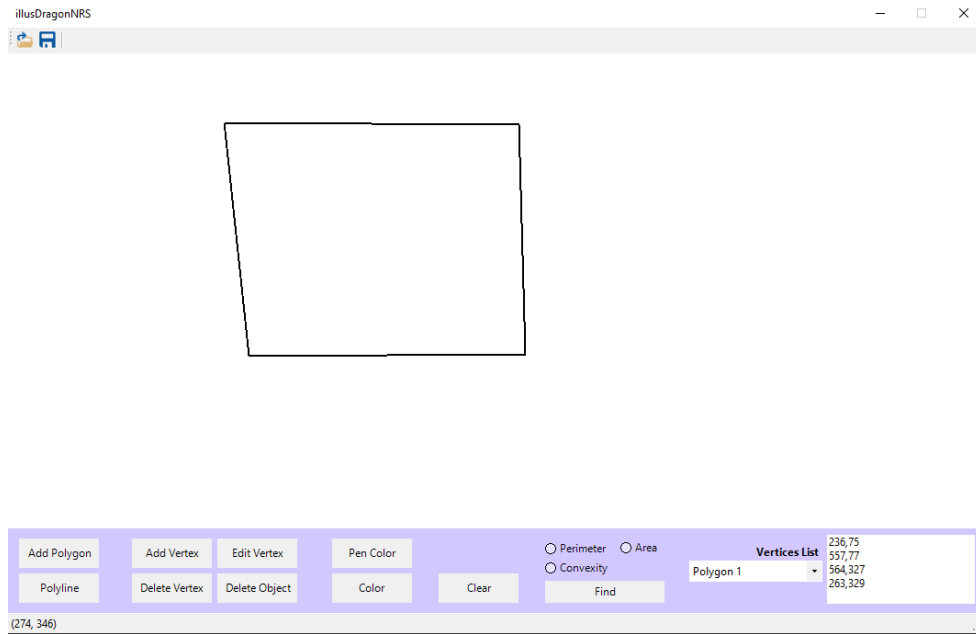 illusDragonNRS
Add Polygon
Add Vertex
Edit Vertex
Pen Color
Perimeter
Area
Convexity
Vertices List
236,75
557,77
564,327
263,329
Polygon 1
Polyline
Delete Vertex
Delete Object
Color
Clear
Find
(274, 346)